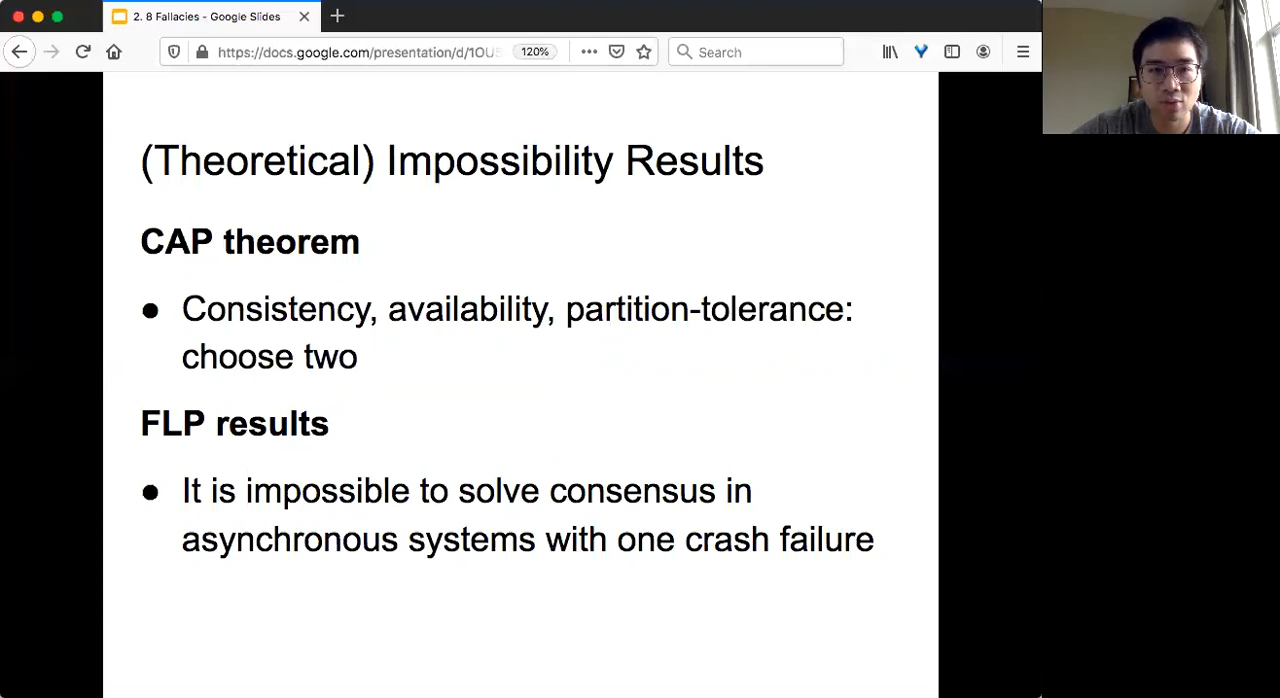 2. 8 Fallacies - Google Slides
https://docs.google.com/presentation/d/1OU5
120%
Search
(Theoretical) Impossibility Results
CAP theorem
● Consistency, availability, partition-tolerance:
choose two
FLP results
● It is impossible to solve consensus in
asynchronous systems with one crash failure